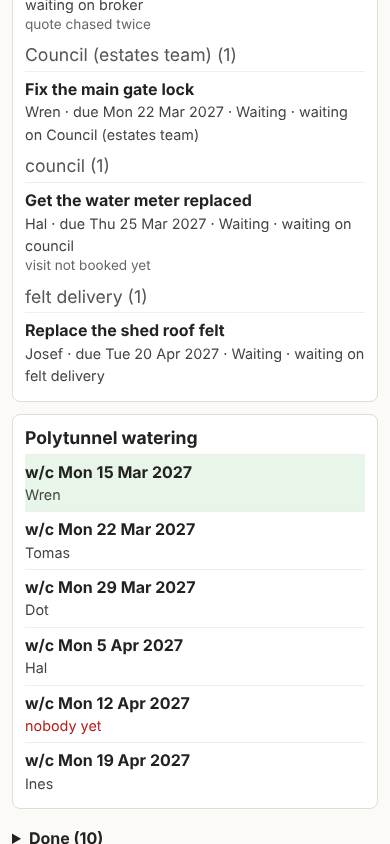 waiting on broker
quote chased twice
Council (estates team) (1)
Fix the main gate lock
Wren · due Mon 22 Mar 2027 · Waiting · waiting
on Council (estates team)
council (1)
Get the water meter replaced
Hal · due Thu 25 Mar 2027 · Waiting · waiting on
council
visit not booked yet
felt delivery (1)
Replace the shed roof felt
Josef · due Tue 20 Apr 2027 · Waiting · waiting on
felt delivery
Polytunnel watering
w/c Mon 15 Mar 2027
Wren
w/c Mon 22 Mar 2027
Tomas
w/c Mon 29 Mar 2027
Dot
w/c Mon 5 Apr 2027
Hal
w/c Mon 12 Apr 2027
nobody yet
w/c Mon 19 Apr 2027
Ines
Done (10)